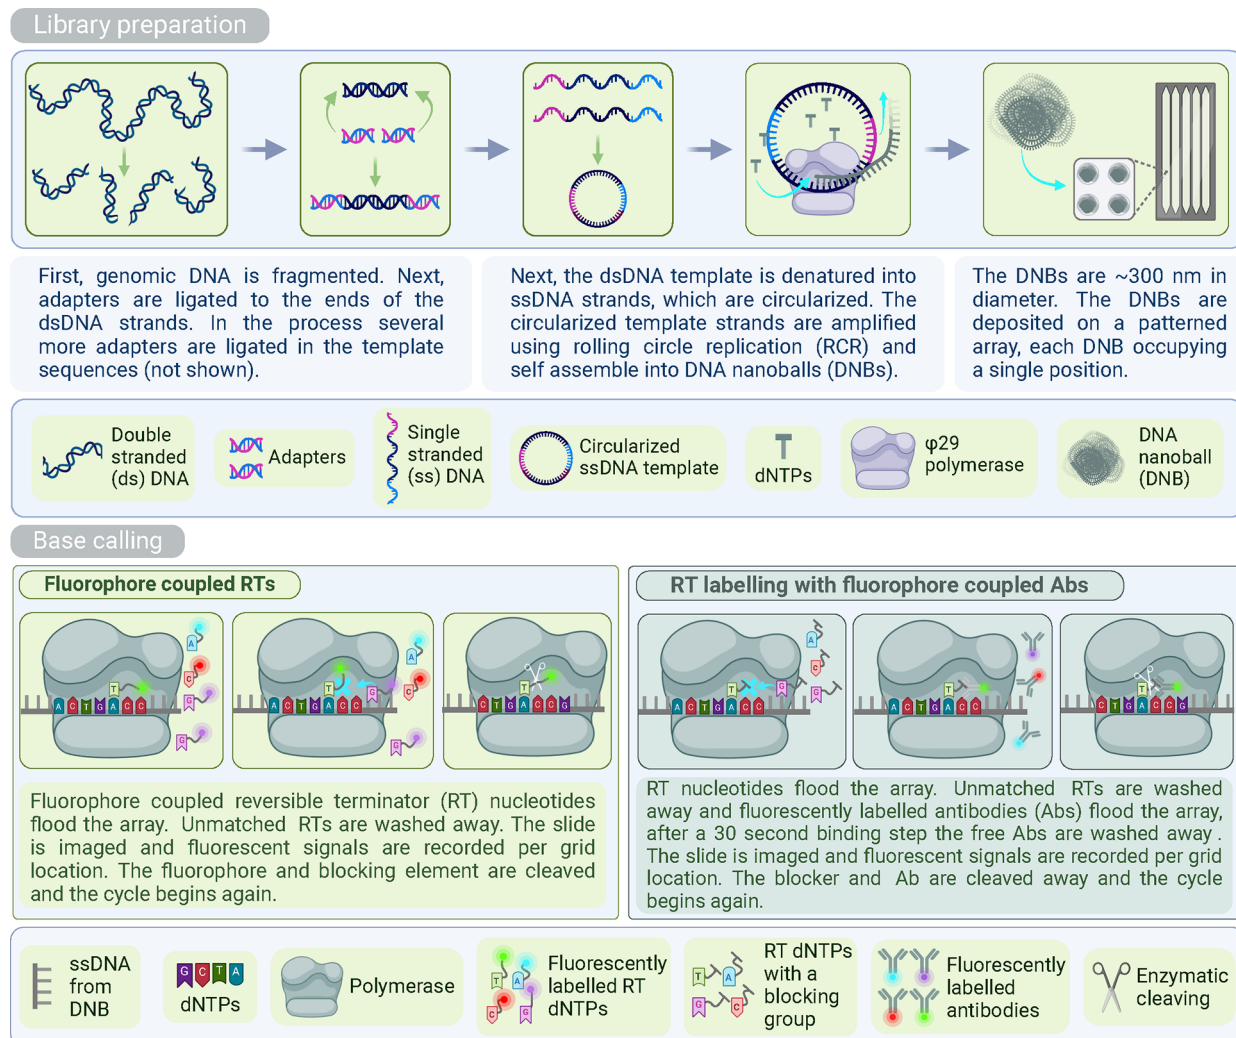 Library preparation
T
T
T
T
First, genomic DNA is fragmented. Next,
adapters are ligated to the ends of the
dsDNA strands. In the process several
more adapters are ligated in the template
sequences (not shown).
Next, the dsDNA template is denatured into
ssDNA strands, which are circularized. The
circularized template strands are amplified
using rolling circle replication (RCR) and
self assemble into DNA nanoballs (DNBs).
The DNBs are ~300 nm in
diameter. The DNBs are
deposited on a patterned
array, each DNB occupying
a single position.
Double
stranded
(ds) DNA
Adapters
Single
stranded
(ss) DNA
Circularized
ssDNA template
T
dNTPs
φ29
polymerase
DNA
nanoball
(DNB)
Base calling
Fluorophore coupled RTs
A
C
G
G
T
A C T G A C C
A
C
G
G
T
A C T G A C C
T
C T G A C C G
Fluorophore coupled reversible terminator (RT) nucleotides
flood the array. Unmatched RTs are washed away. The slide
is imaged and fluorescent signals are recorded per grid
location. The fluorophore and blocking element are cleaved
and the cycle begins again.
RT labelling with fluorophore coupled Abs
A
C
G
G
T
A C T G A C C
T
A C T G A C C
T
C T G A C C G
RT nucleotides flood the array. Unmatched RTs are washed
away and fluorescently labelled antibodies (Abs) flood the array,
after a 30 second binding step the free Abs are washed away .
The slide is imaged and fluorescent signals are recorded per grid
location. The blocker and Ab are cleaved away and the cycle
begins again.
ssDNA
from
DNB
G C T A
dNTPs
Polymerase
T A
C G
Fluorescently
labelled RT
dNTPs
T A
G C
RT dNTPs
with a
blocking
group
Fluorescently
labelled
antibodies
Enzymatic
cleaving